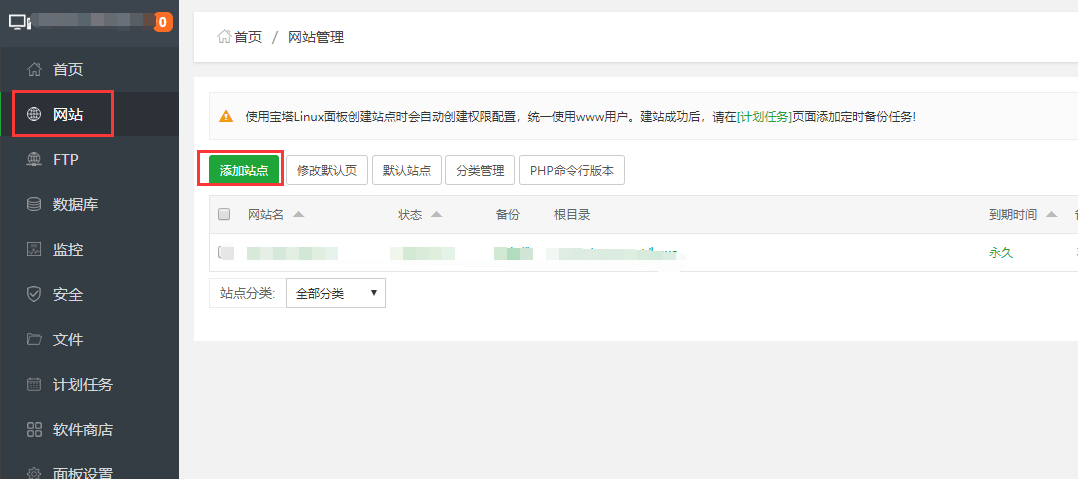 0
首页
网站
FTP
数据库
监控
安全
文件
计划任务
软件商店
面板设置
首页 / 网站管理
使用宝塔Linux面板创建站点时会自动创建权限配置，统一使用www用户。建站成功后，请在[计划任务]页面添加定时备份任务!
添加站点 修改默认页 默认站点 分类管理 PHP命令行版本
网站名 状态 备份 根目录 到期时间
永久
站点分类: 全部分类